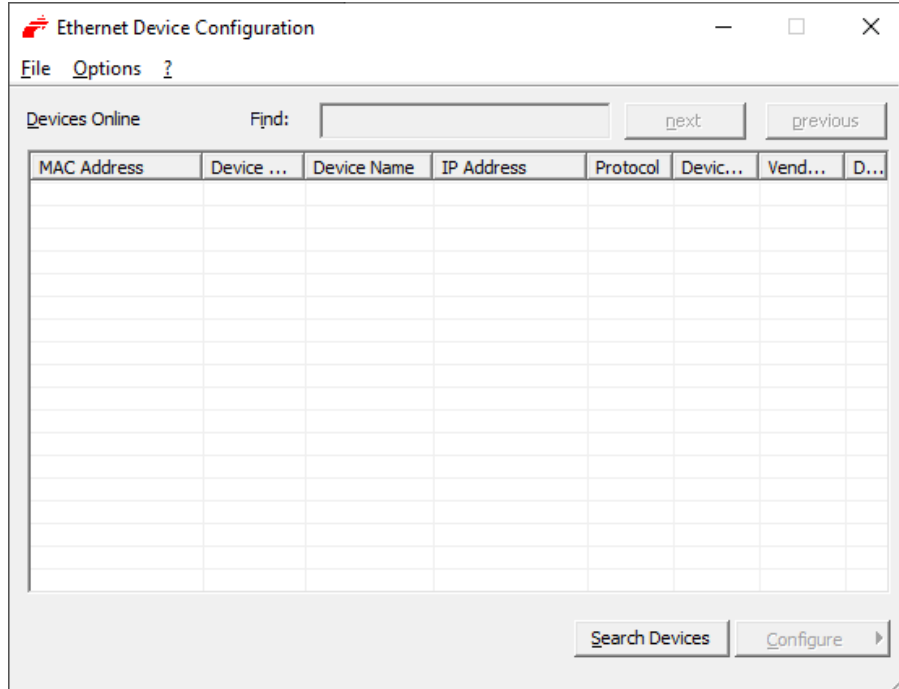 Ethernet Device Configuration
File Options ?
Devices Online Find: next previous
MAC Address Device ... Device Name IP Address Protocol Devic... Vend... D...
Search Devices Configure